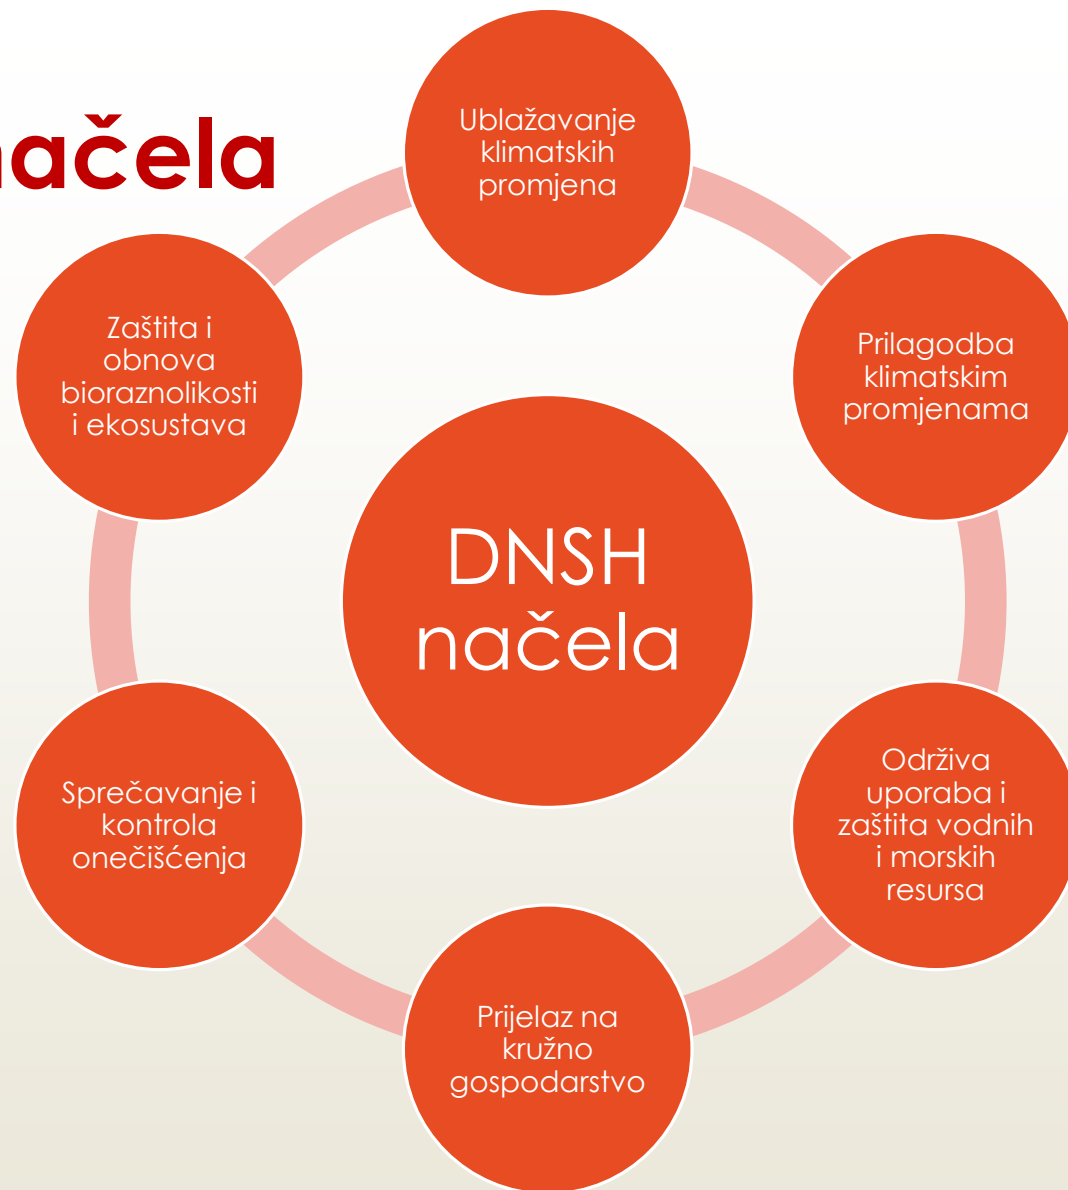 načela
Ublažavanje
klimatskih
promjena
Prilagodba
klimatskim
promjenama
Održiva
uporaba i
zaštita vodnih
i morskih
resursa
Prijelaz na
kružno
gospodarstvo
Sprečavanje i
kontrola
onečišćenja
Zaštita i
obnova
bioraznolikosti
i ekosustava
DNSH
načela